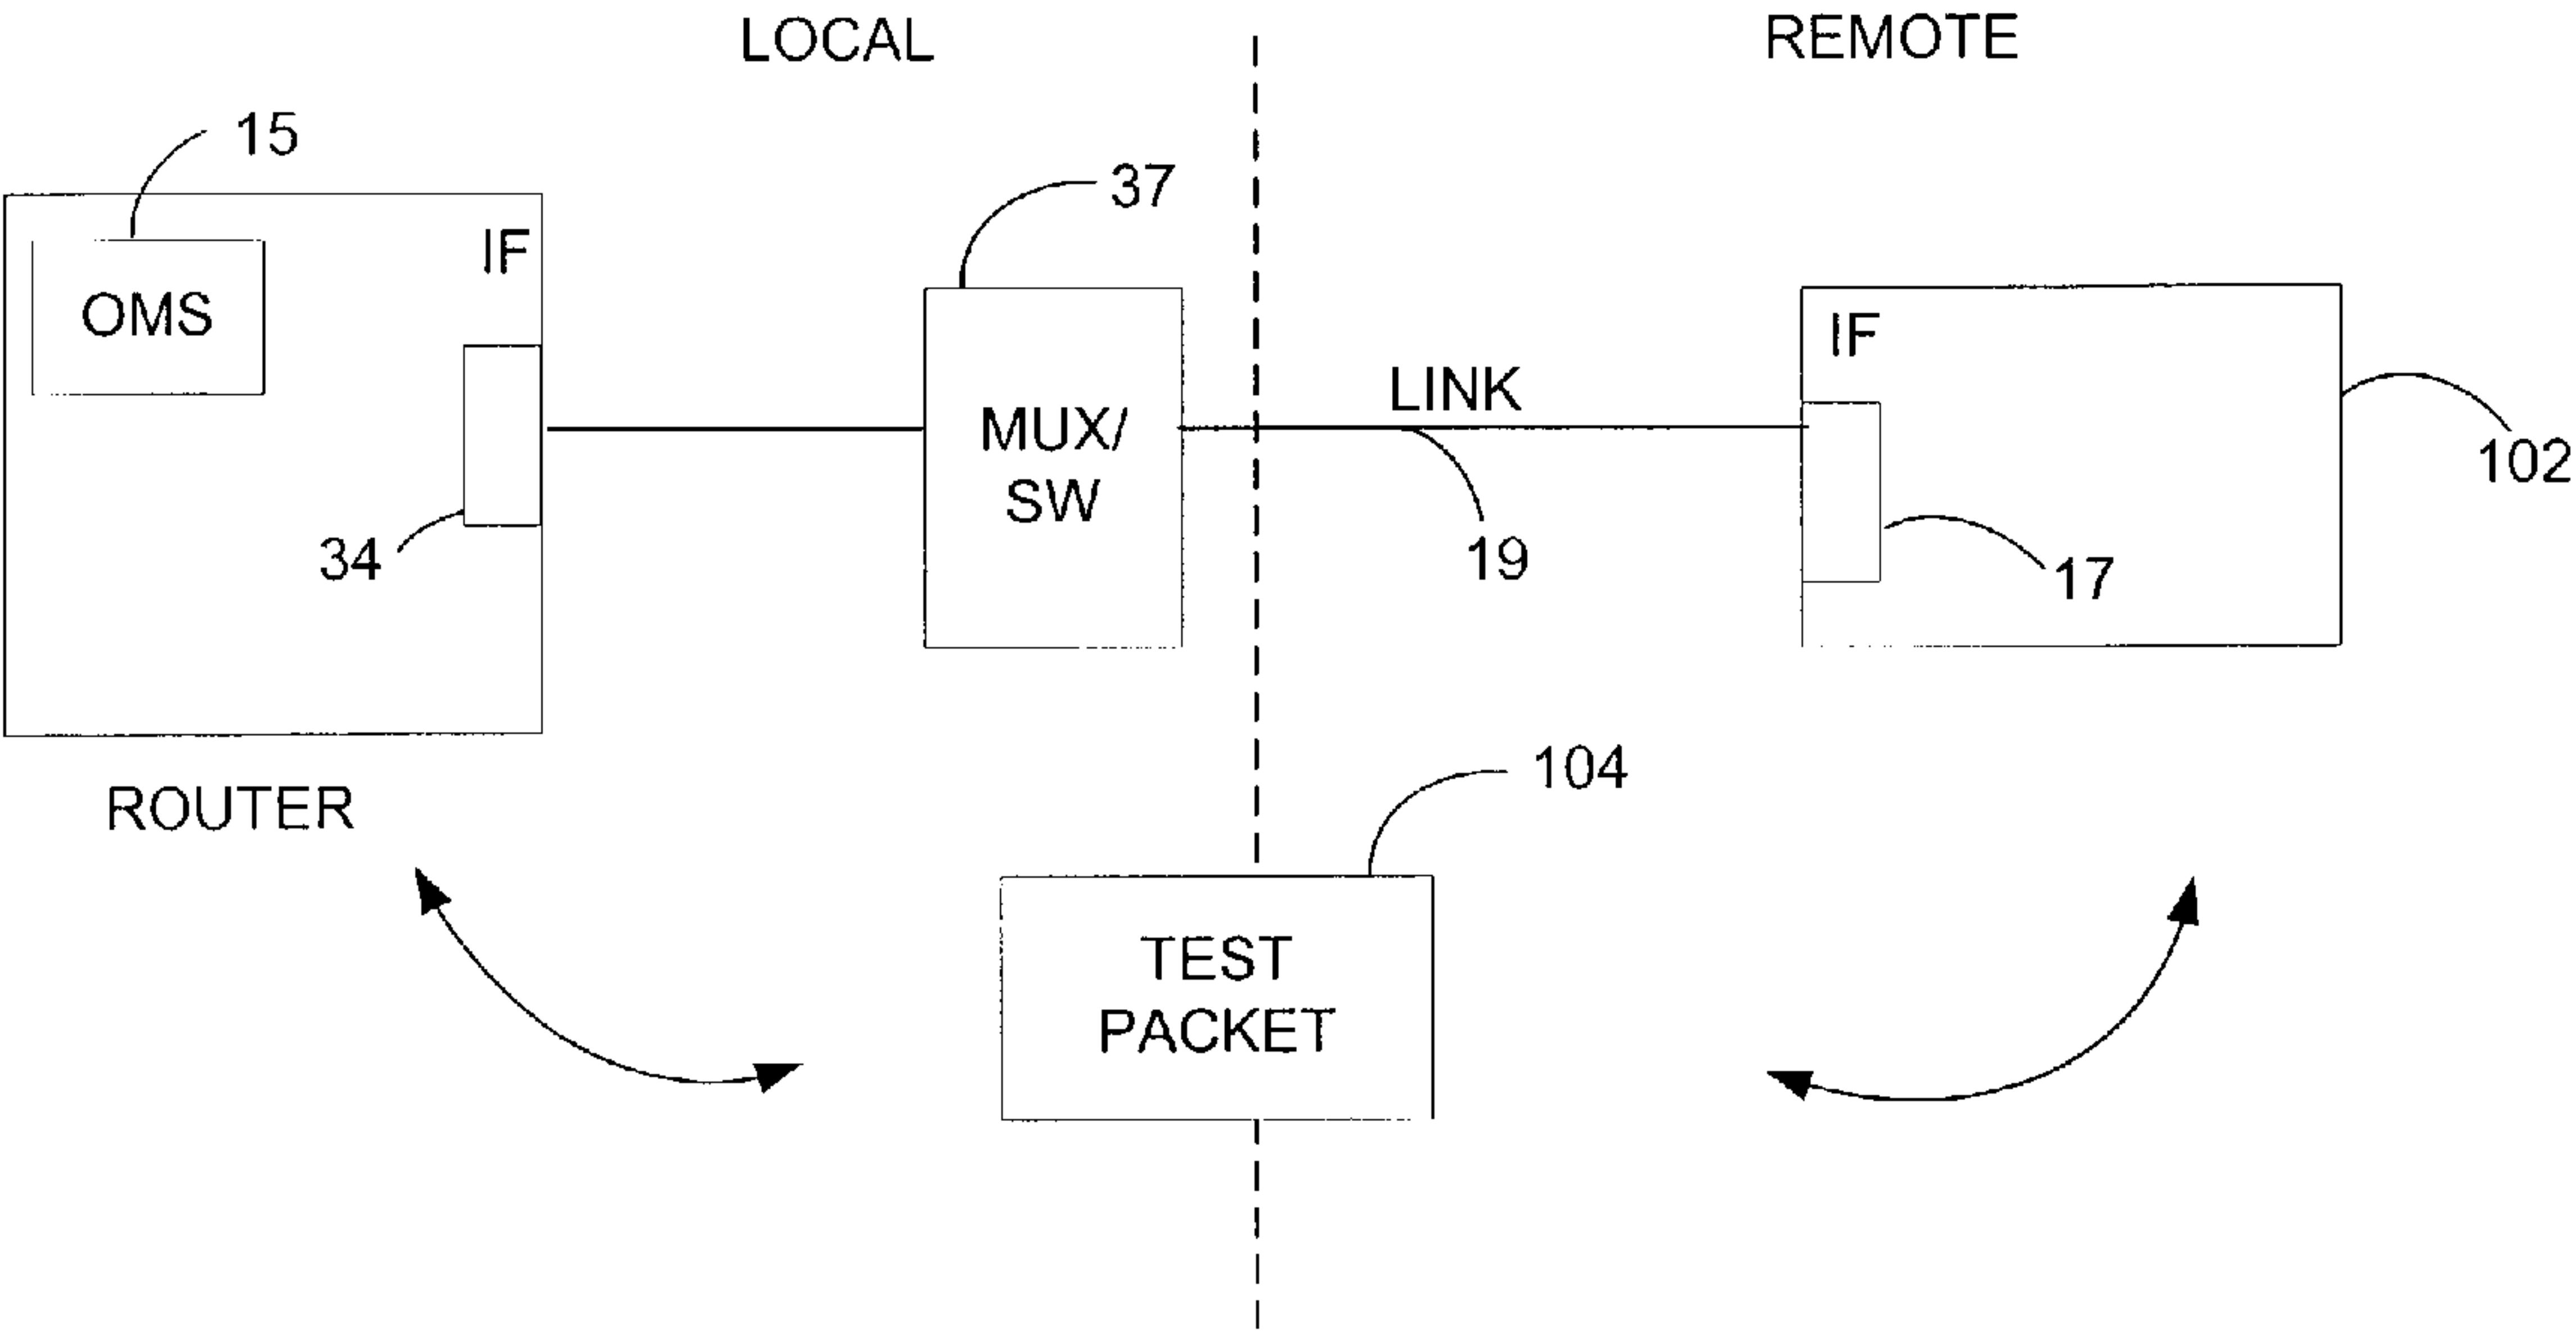 LOCAL
REMOTE
15
37
IF
OMS
IF
LINK
MUX/
SW
102
34
19
17
104
ROUTER
TEST
PACKET